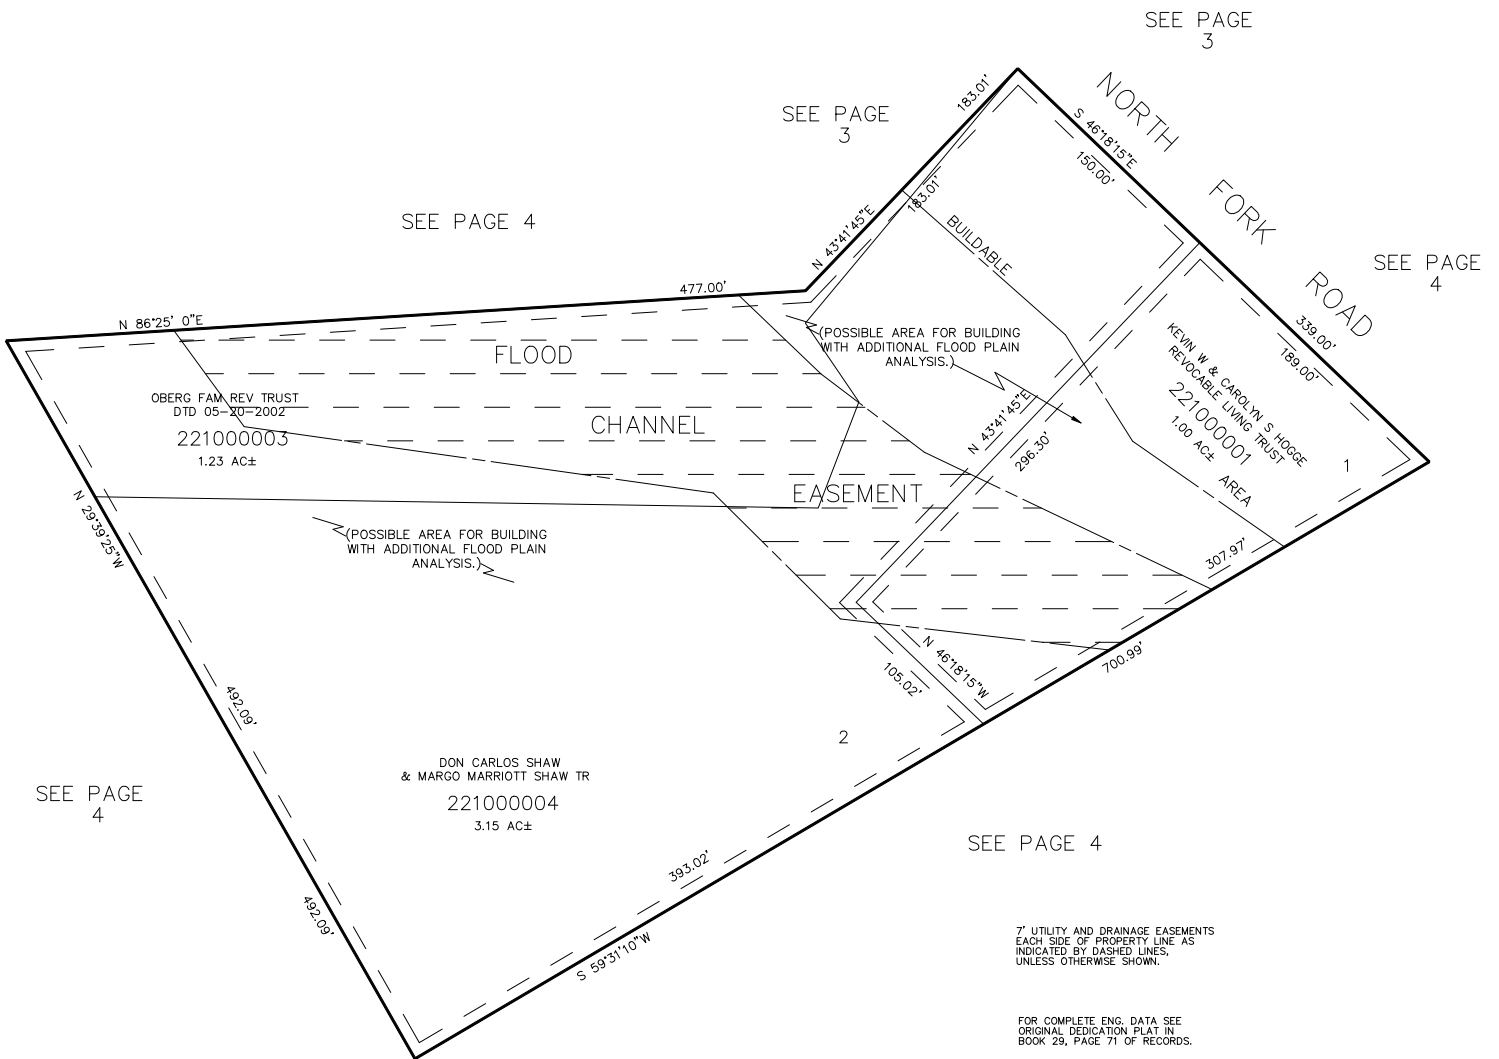 SEE PAGE
3
SEE PAGE
3
183.01'
NORTH
FORK
ROAD
S 46°18'15"E
150.00'
SEE PAGE 4
183.01'
N 43°41'45"E
BUILDABLE
SEE PAGE
4
477.00'
N 86°25' 0"E
339.00'
189.00'
FLOOD
CHANNEL
EASEMENT
(POSSIBLE AREA FOR BUILDING
WITH ADDITIONAL FLOOD PLAIN
ANALYSIS.)
KEVIN W & CAROLYN S HOGGE
REVOCABLE LIVING TRUST
221000001
1.00 AC±
AREA
1
OBERG FAM REV TRUST
DTD 05-20-2002
221000003
1.23 AC±
N 43°41'45"E
296.30'
N 29°39'25"W
(POSSIBLE AREA FOR BUILDING
WITH ADDITIONAL FLOOD PLAIN
ANALYSIS.)
307.97'
700.99'
N 46°18'15"W
105.02'
492.09'
2
DON CARLOS SHAW
& MARGO MARRIOTT SHAW TR
221000004
3.15 AC±
SEE PAGE
4
SEE PAGE 4
393.02'
492.09'
S 59°31'10"W
7' UTILITY AND DRAINAGE EASEMENTS
EACH SIDE OF PROPERTY LINE AS
INDICATED BY DASHED LINES,
UNLESS OTHERWISE SHOWN.
FOR COMPLETE ENG. DATA SEE
ORIGINAL DEDICATION PLAT IN
BOOK 29, PAGE 71 OF RECORDS.